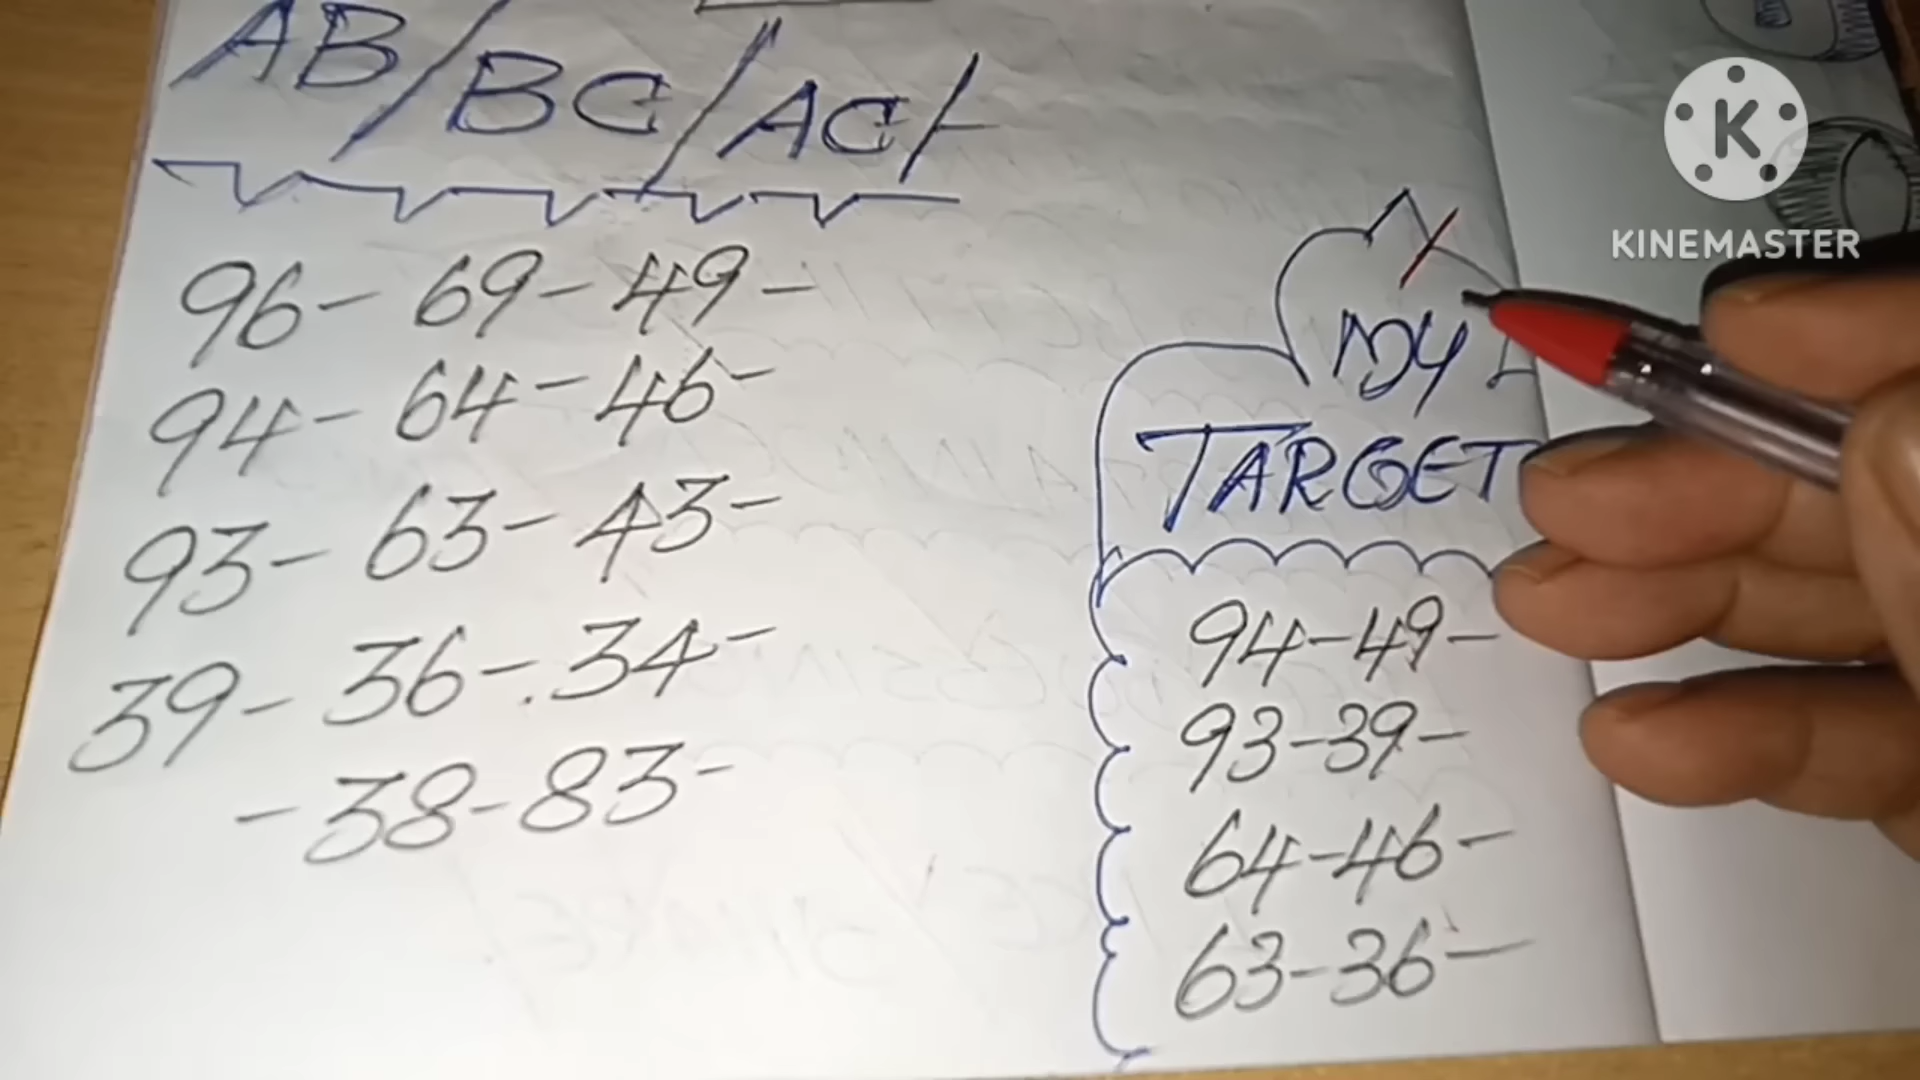 AB/BC/AC/-
96- 69- 49-
94- 64- 46-
93- 63- 43-
39- 36- 34-
- 38- 83-
MY
TARGET
94-49-
93-39-
64-46-
63-36-
K
KINEMASTER